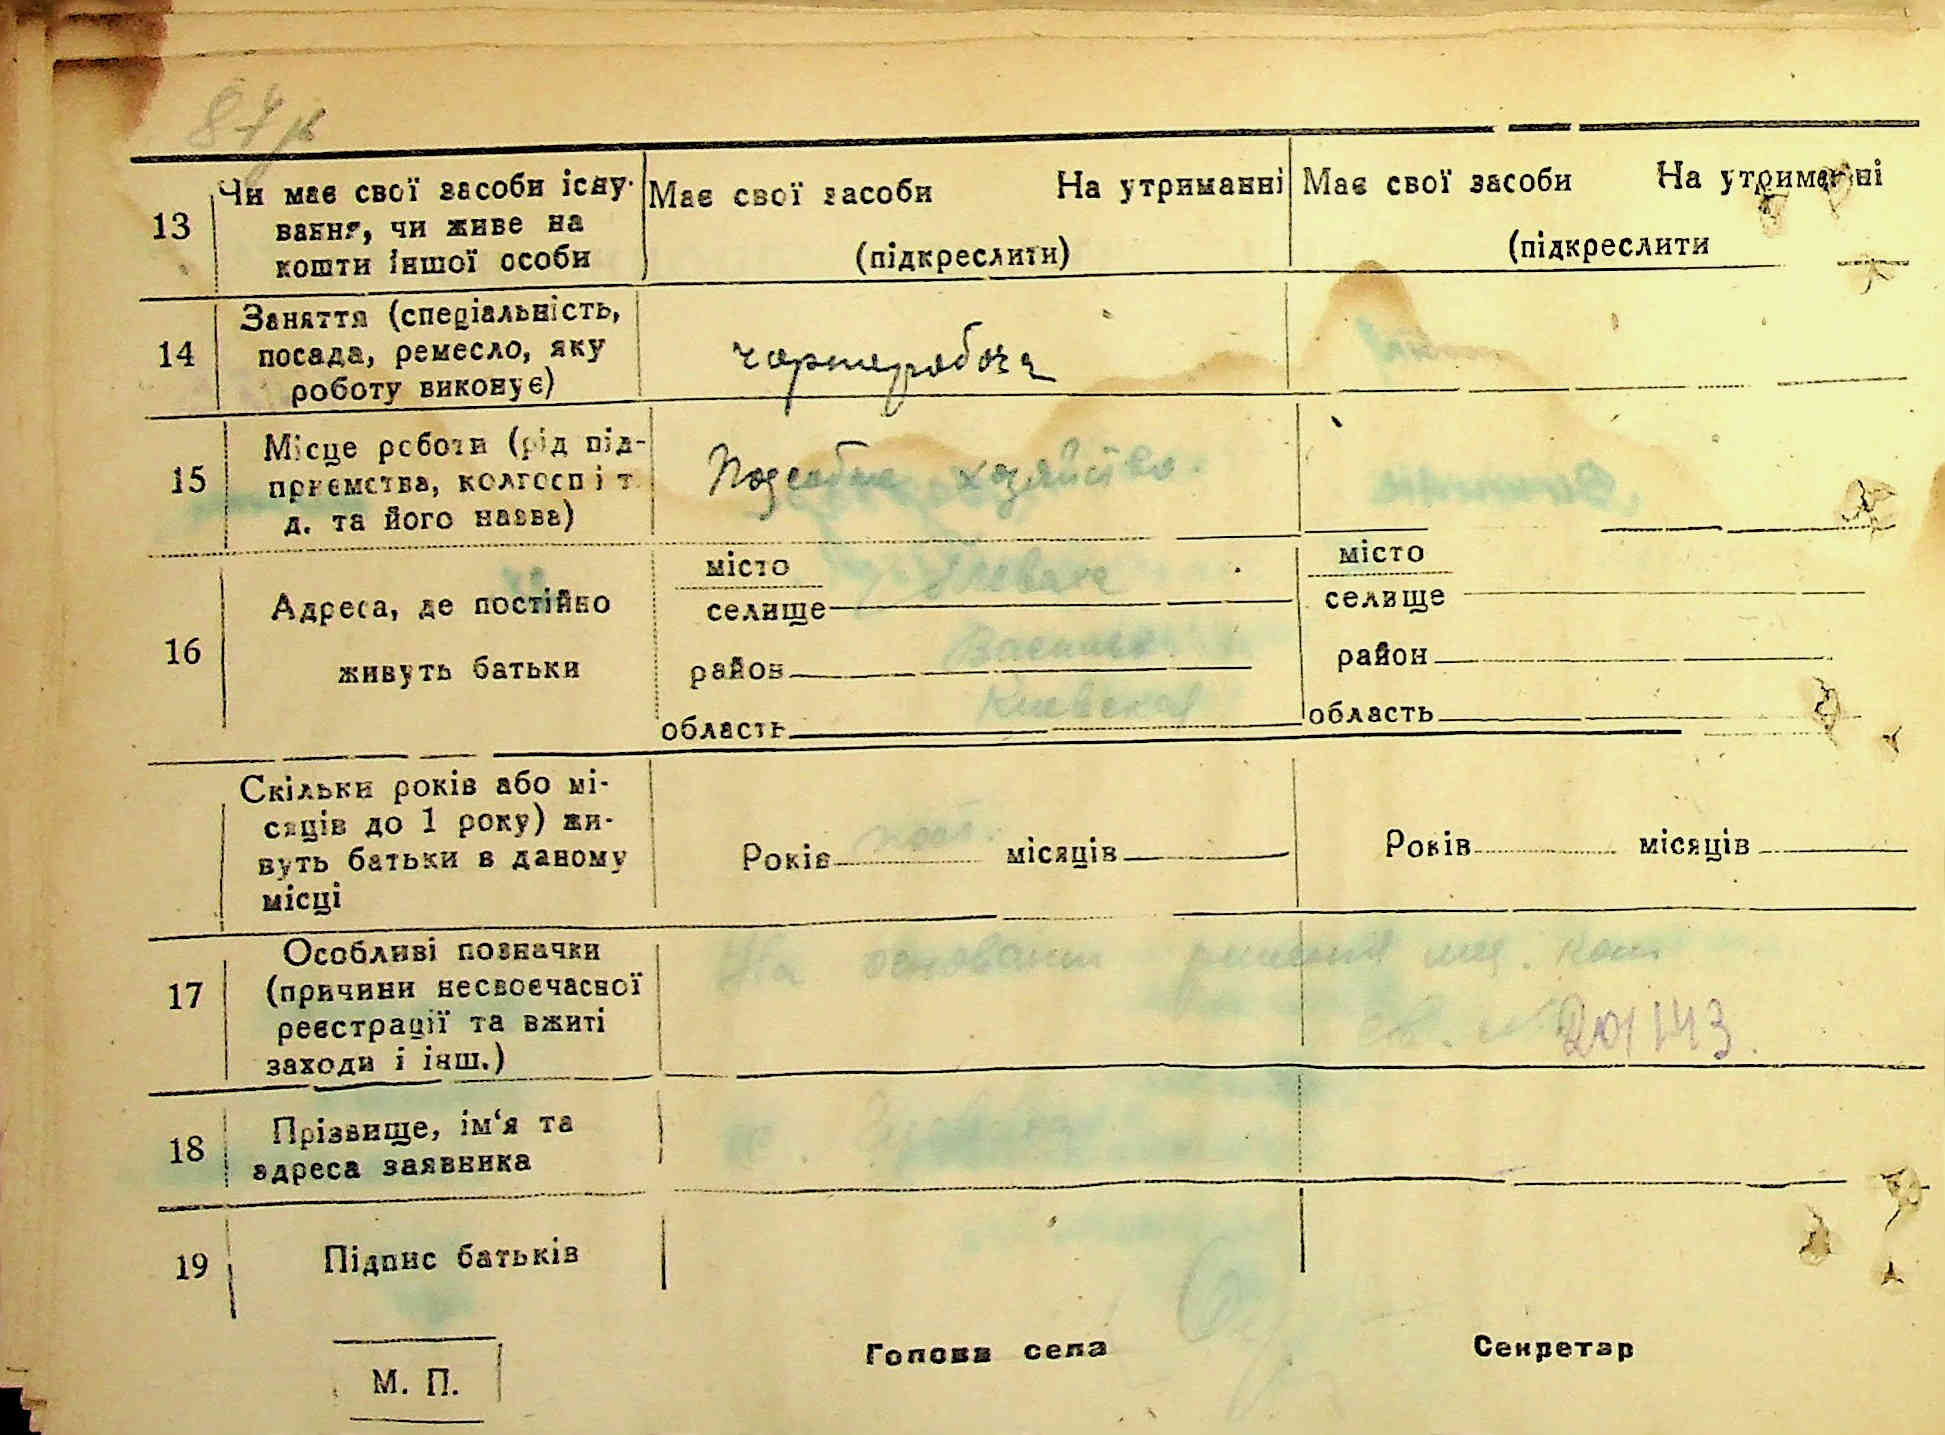 13 Чи має свої засоби існу-
вання, чи живе на
кошти іншої особи
Має свої засоби На утриманні
(підкреслити)
Має свої засоби На утриманні
(підкреслити
14 Заняття (спеціальність,
посада, ремесло, яку
роботу виконує)
чорноробоча
15 Місце роботи (рід під-
приємства, колгосп і т
д. та його назва)
Подсобне хозяйство.
16 Адреса, де постійно
живуть батьки
місто
селище
район
Киевская
область
місто
селище
район
область
Скільки років або мі-
сяців до 1 року) жи-
вуть батьки в даному
місці
Років місяців
Років місяців
17 Особливі позначки
(причини несвоєчасної
реєстрації та вжиті
заходи і інш.)
На основании решения
201143.
18 Прізвище, ім‘я та
адреса заявника
19 Підпис батьків
М. П.
Голова села
Секретар